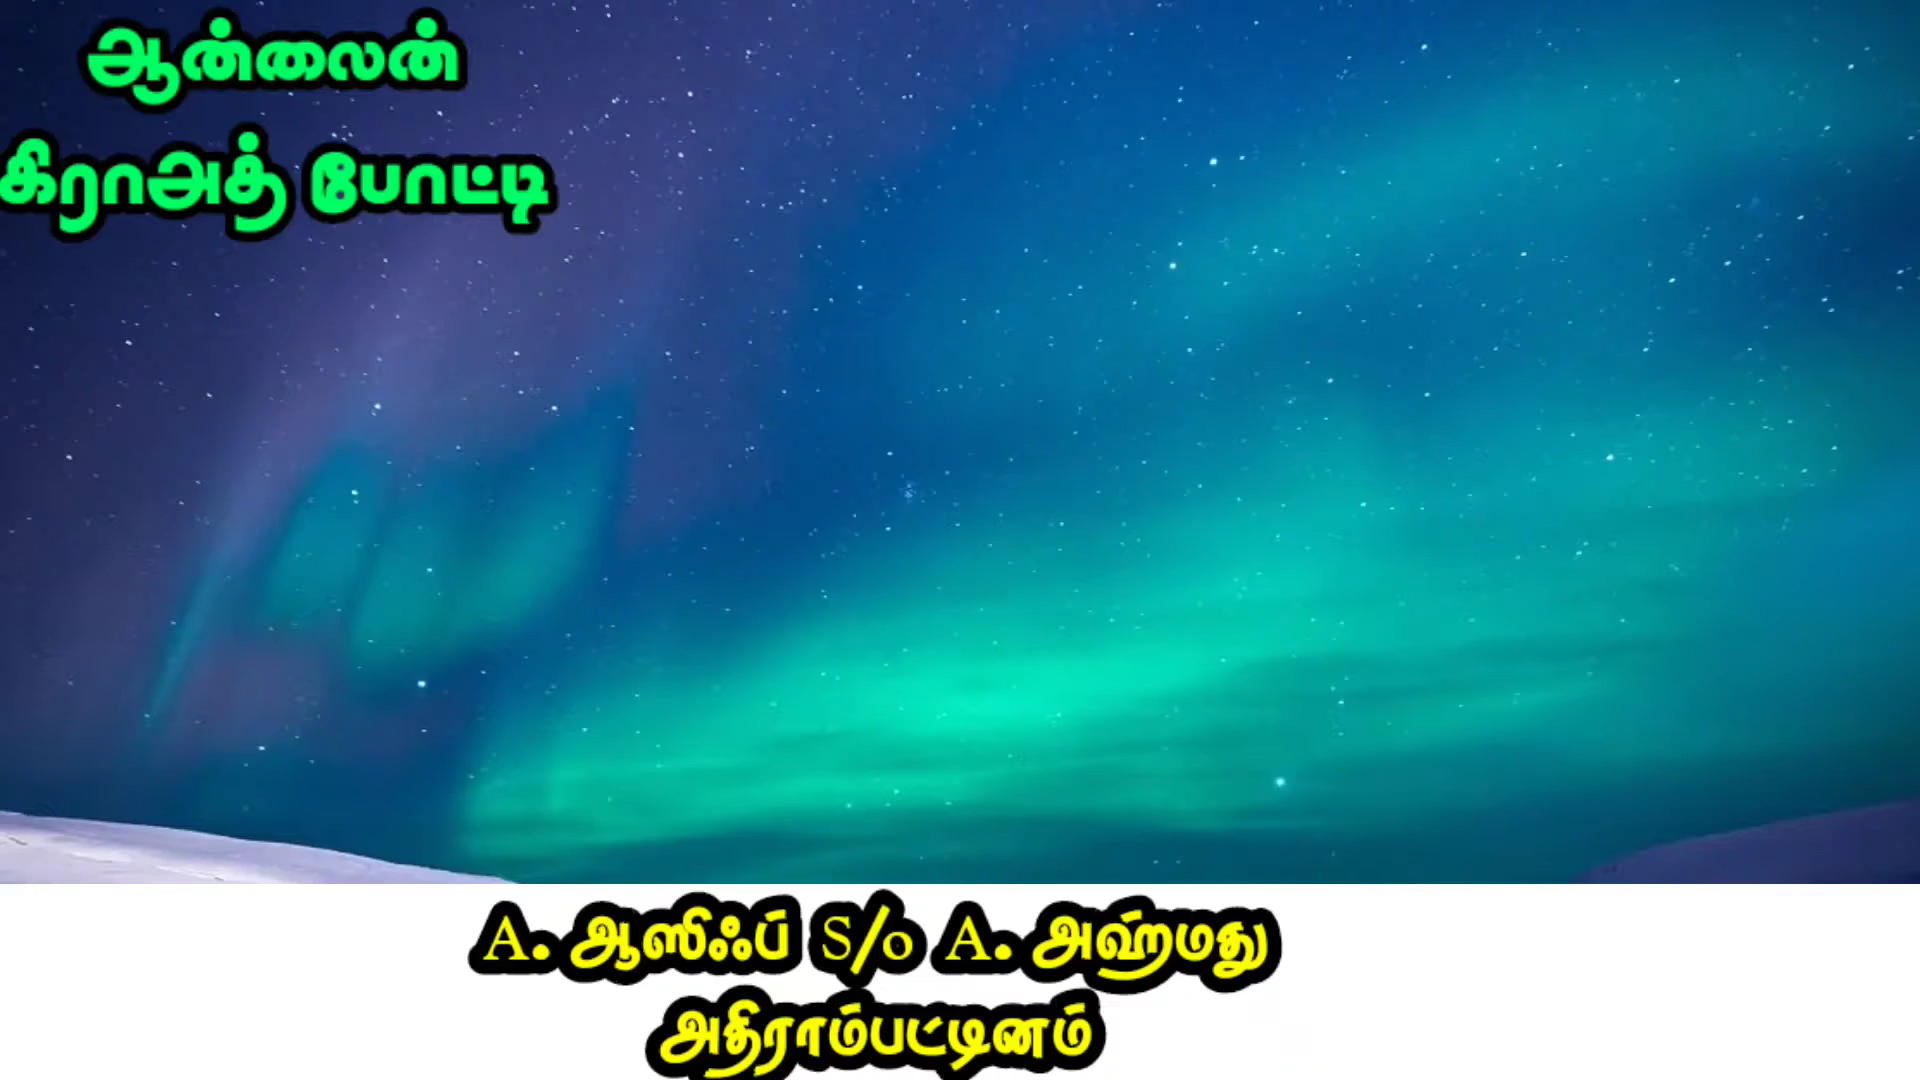 ஆன்லைன்
கிராஅத் போட்டி
A. ஆஸிஃப் S/o A. அஹ்மது
அதிராம்பட்டினம்